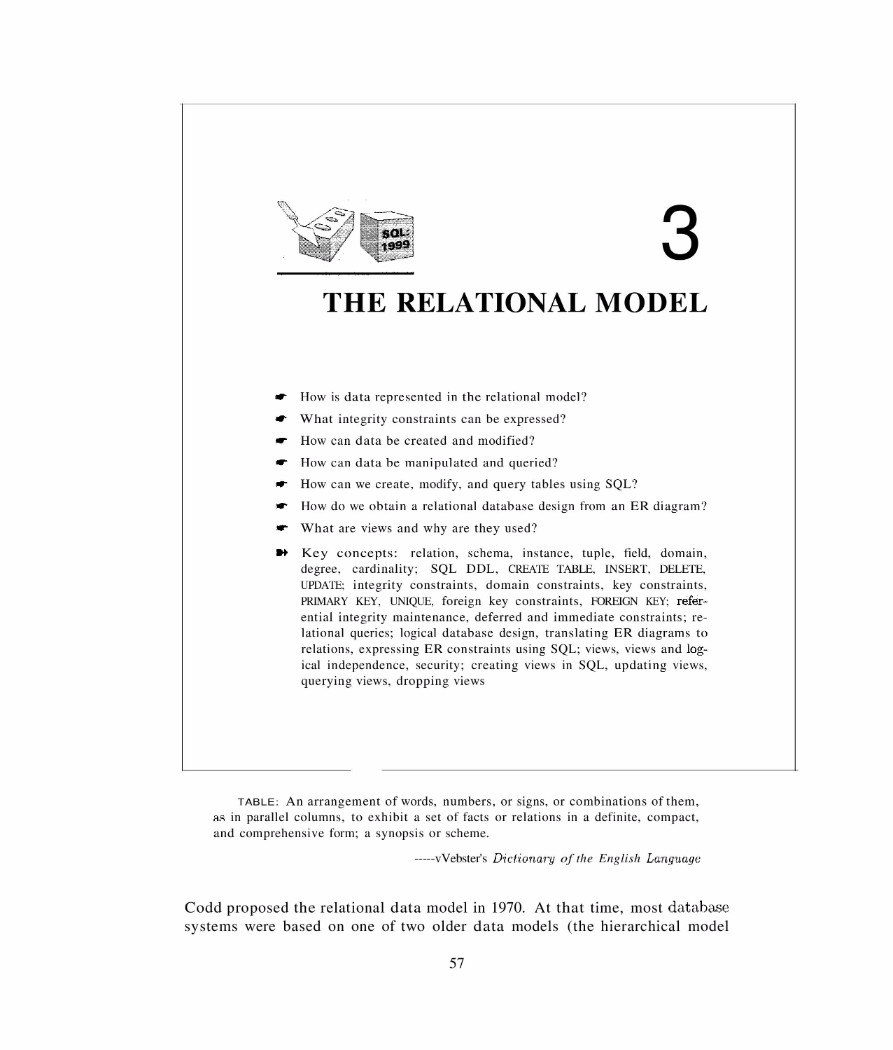 SQL:
1999
3
THE RELATIONAL MODEL
How is data represented in the relational model?
What integrity constraints can be expressed?
How can data be created and modified?
How can data be manipulated and queried?
How can we create, modify, and query tables using SQL?
How do we obtain a relational database design from an ER diagram?
What are views and why are they used?
Key concepts: relation, schema, instance, tuple, field, domain,
degree, cardinality; SQL DDL, CREATE TABLE, INSERT, DELETE,
UPDATE; integrity constraints, domain constraints, key constraints,
PRIMARY KEY, UNIQUE, foreign key constraints, FOREIGN KEY; refer-
ential integrity maintenance, deferred and immediate constraints; re-
lational queries; logical database design, translating ER diagrams to
relations, expressing ER constraints using SQL; views, views and log-
ical independence, security; creating views in SQL, updating views,
querying views, dropping views
TABLE: An arrangement of words, numbers, or signs, or combinations of them,
as in parallel columns, to exhibit a set of facts or relations in a definite, compact,
and comprehensive form; a synopsis or scheme.
-----vVebster's Dictionary of the English Language
Codd proposed the relational data model in 1970. At that time, most database
systems were based on one of two older data models (the hierarchical model
57